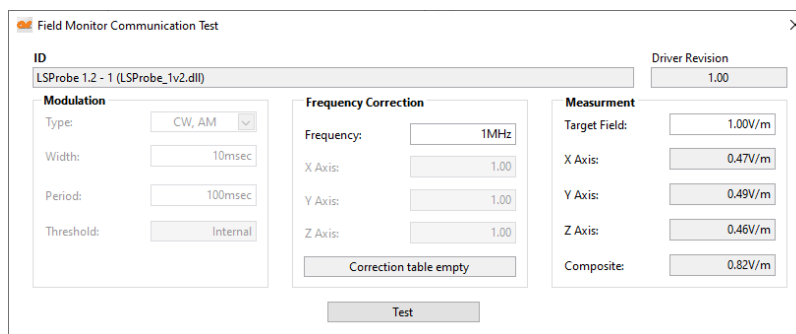 Field Monitor Communication Test
ID
Driver Revision
LSProbe 1.2 - 1 (LSProbe_1v2.dll)
1.00
Modulation
Type:
CW, AM
Width:
10msec
Period:
100msec
Threshold:
Internal
Frequency Correction
Frequency:
1MHz
X Axis:
1.00
Y Axis:
1.00
Z Axis:
1.00
Correction table empty
Measurment
Target Field:
1.00V/m
X Axis:
0.47V/m
Y Axis:
0.49V/m
Z Axis:
0.46V/m
Composite:
0.82V/m
Test